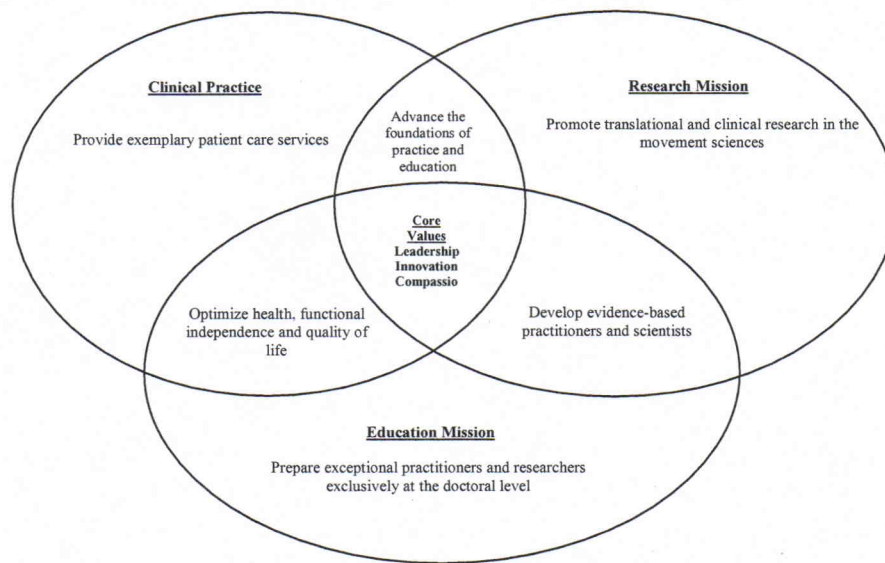 Clinical Practice
Provide exemplary patient care services
Advance the
foundations of
practice and
education
Research Mission
Promote translational and clinical research in the
movement sciences
Core
Values
Leadership
Innovation
Compassio
Optimize health, functional
independence and quality of
life
Develop evidence-based
practitioners and scientists
Education Mission
Prepare exceptional practitioners and researchers
exclusively at the doctoral level